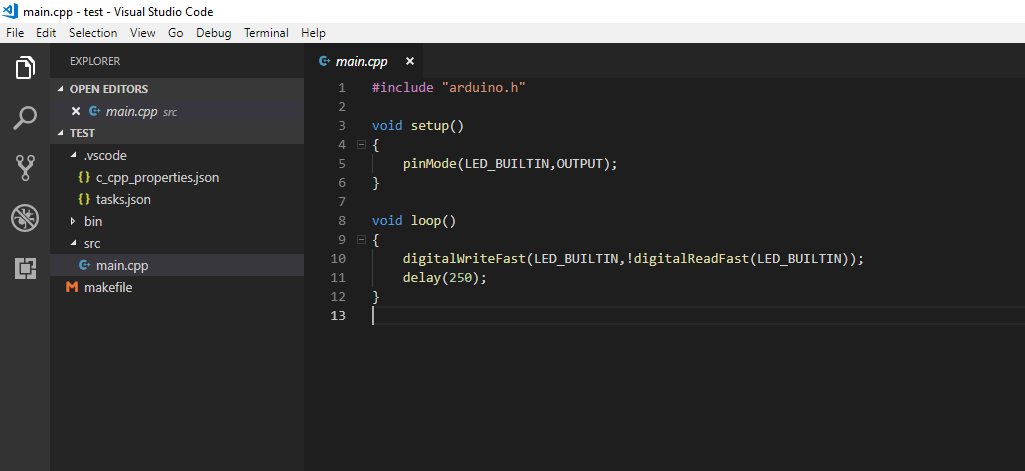 main.cpp - test - Visual Studio Code
File Edit Selection View Go Debug Terminal Help
EXPLORER
OPEN EDITORS
main.cpp src
TEST
.vscode
{} c_cpp_properties.json
{} tasks.json
bin
src
main.cpp
M makefile
main.cpp
1 #include "arduino.h"
2
3 void setup()
4 {
5     pinMode(LED_BUILTIN,OUTPUT);
6 }
7
8 void loop()
9 {
10     digitalWriteFast(LED_BUILTIN,!digitalReadFast(LED_BUILTIN));
11     delay(250);
12 }
13